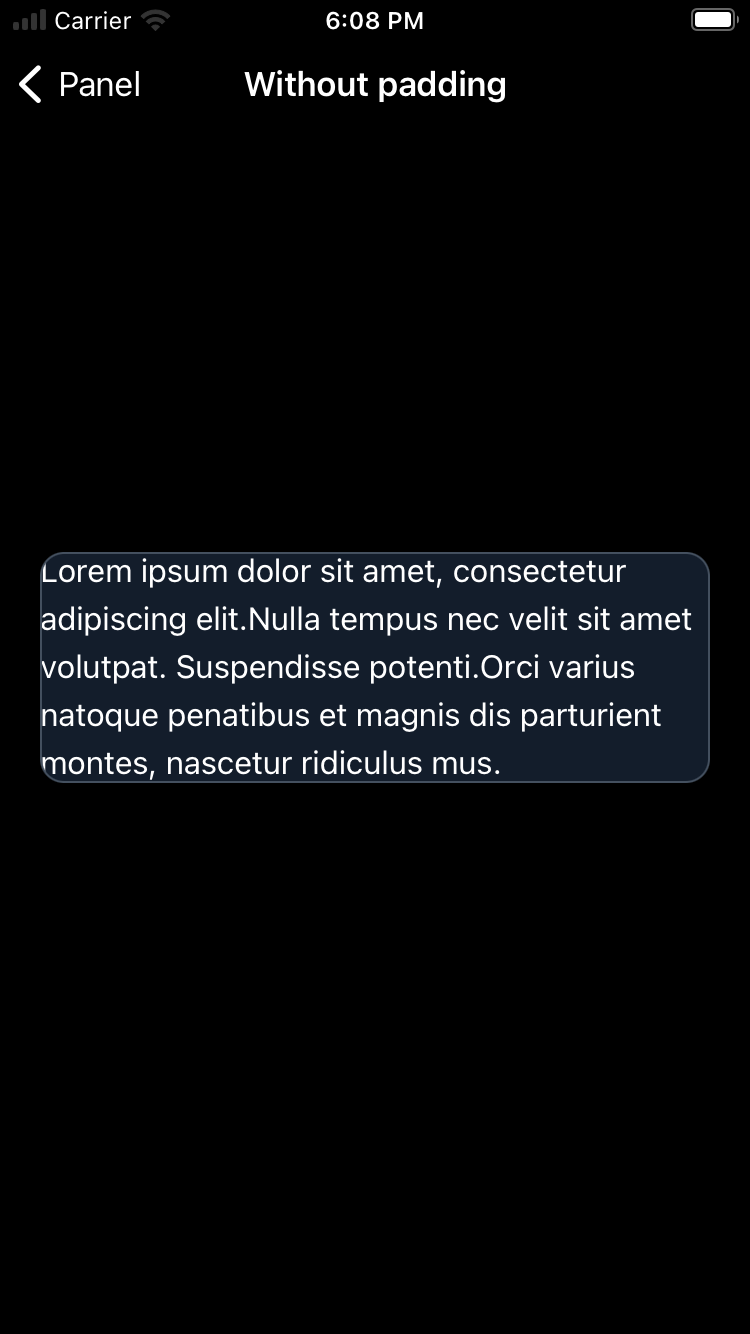 Carrier 6:08 PM
Panel Without padding
Lorem ipsum dolor sit amet, consectetur
adipiscing elit.Nulla tempus nec velit sit amet
volutpat. Suspendisse potenti.Orci varius
natoque penatibus et magnis dis parturient
montes, nascetur ridiculus mus.